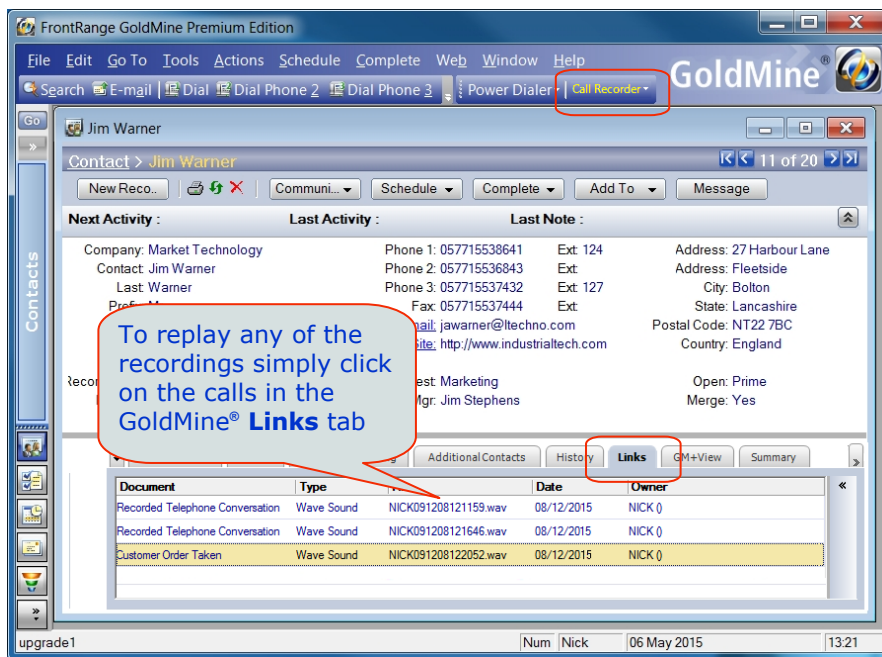 FrontRange GoldMine Premium Edition
File Edit Go To Tools Actions Schedule Complete Web Window Help
GoldMine®
Search E-mail | Dial Dial Phone 2 Dial Phone 3 Power Dialer | Call Recorder
Go
»
Jim Warner
Contact > Jim Warner
11 of 20
New Reco.. Communi... Schedule Complete Add To Message
Next Activity : Last Activity : Last Note :
Contacts
Company: Market Technology Phone 1: 057715538641 Ext: 124 Address: 27 Harbour Lane
Contact: Jim Warner Phone 2: 057715536843 Ext: Address: Fleetside
Last: Warner Phone 3: 057715537432 Ext: 127 City: Bolton
Fax: 057715537444 Ext: State: Lancashire
jawarner@ltechno.com Postal Code: NT22 7BC
http://www.industrialtech.com Country: England
Marketing Open: Prime
Mgr: Jim Stephens Merge: Yes
To replay any of the
recordings simply click
on the calls in the
GoldMine® Links tab
Additional Contacts History Links GM+View Summary »
Document Type Date Owner «
Recorded Telephone Conversation Wave Sound NICK091208121159.wav 08/12/2015 NICK ()
Recorded Telephone Conversation Wave Sound NICK091208121646.wav 08/12/2015 NICK ()
Customer Order Taken Wave Sound NICK091208122052.wav 08/12/2015 NICK ()
»
upgrade1 Num Nick 06 May 2015 13:21